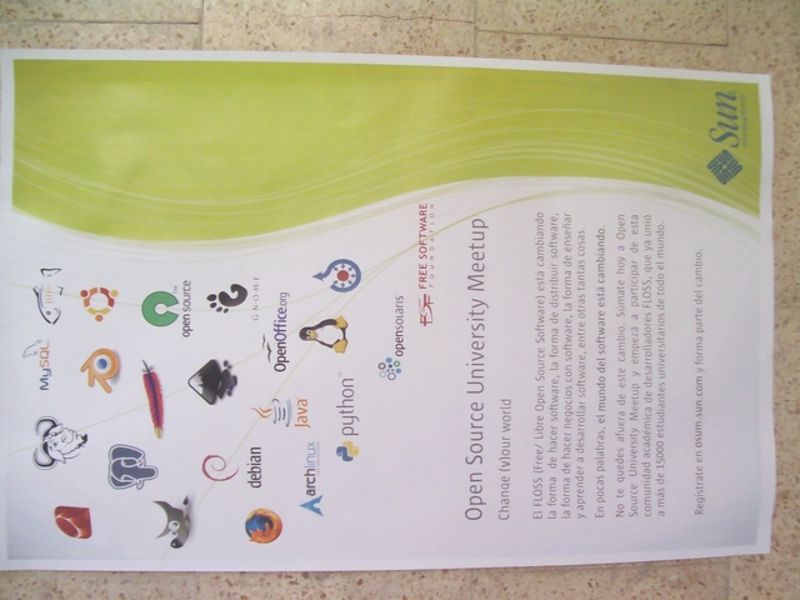 MySQL
open source
TM
GNOME
OpenOffice.org
Java
debian
archlinux
python
opensolaris
FSF
FREE SOFTWARE
FOUNDATION
Open Source University Meetup
Change (y)our world
El FLOSS (Free/ Libre Open Source Software) está cambiando
la forma de hacer software, la forma de distribuir software,
la forma de hacer negocios con software, la forma de enseñar
y aprender a desarrollar software, entre otras tantas cosas.
En pocas palabras, el mundo del software está cambiando.
No te quedes afuera de este cambio. Sumate hoy a Open
Source University Meetup y empezá a participar de esta
comunidad académica de desarrolladores FLOSS, que ya unió
a más de 15000 estudiantes universitarios de todo el mundo.
Registrate en osum.sun.com y forma parte del cambio.
Sun
microsystems